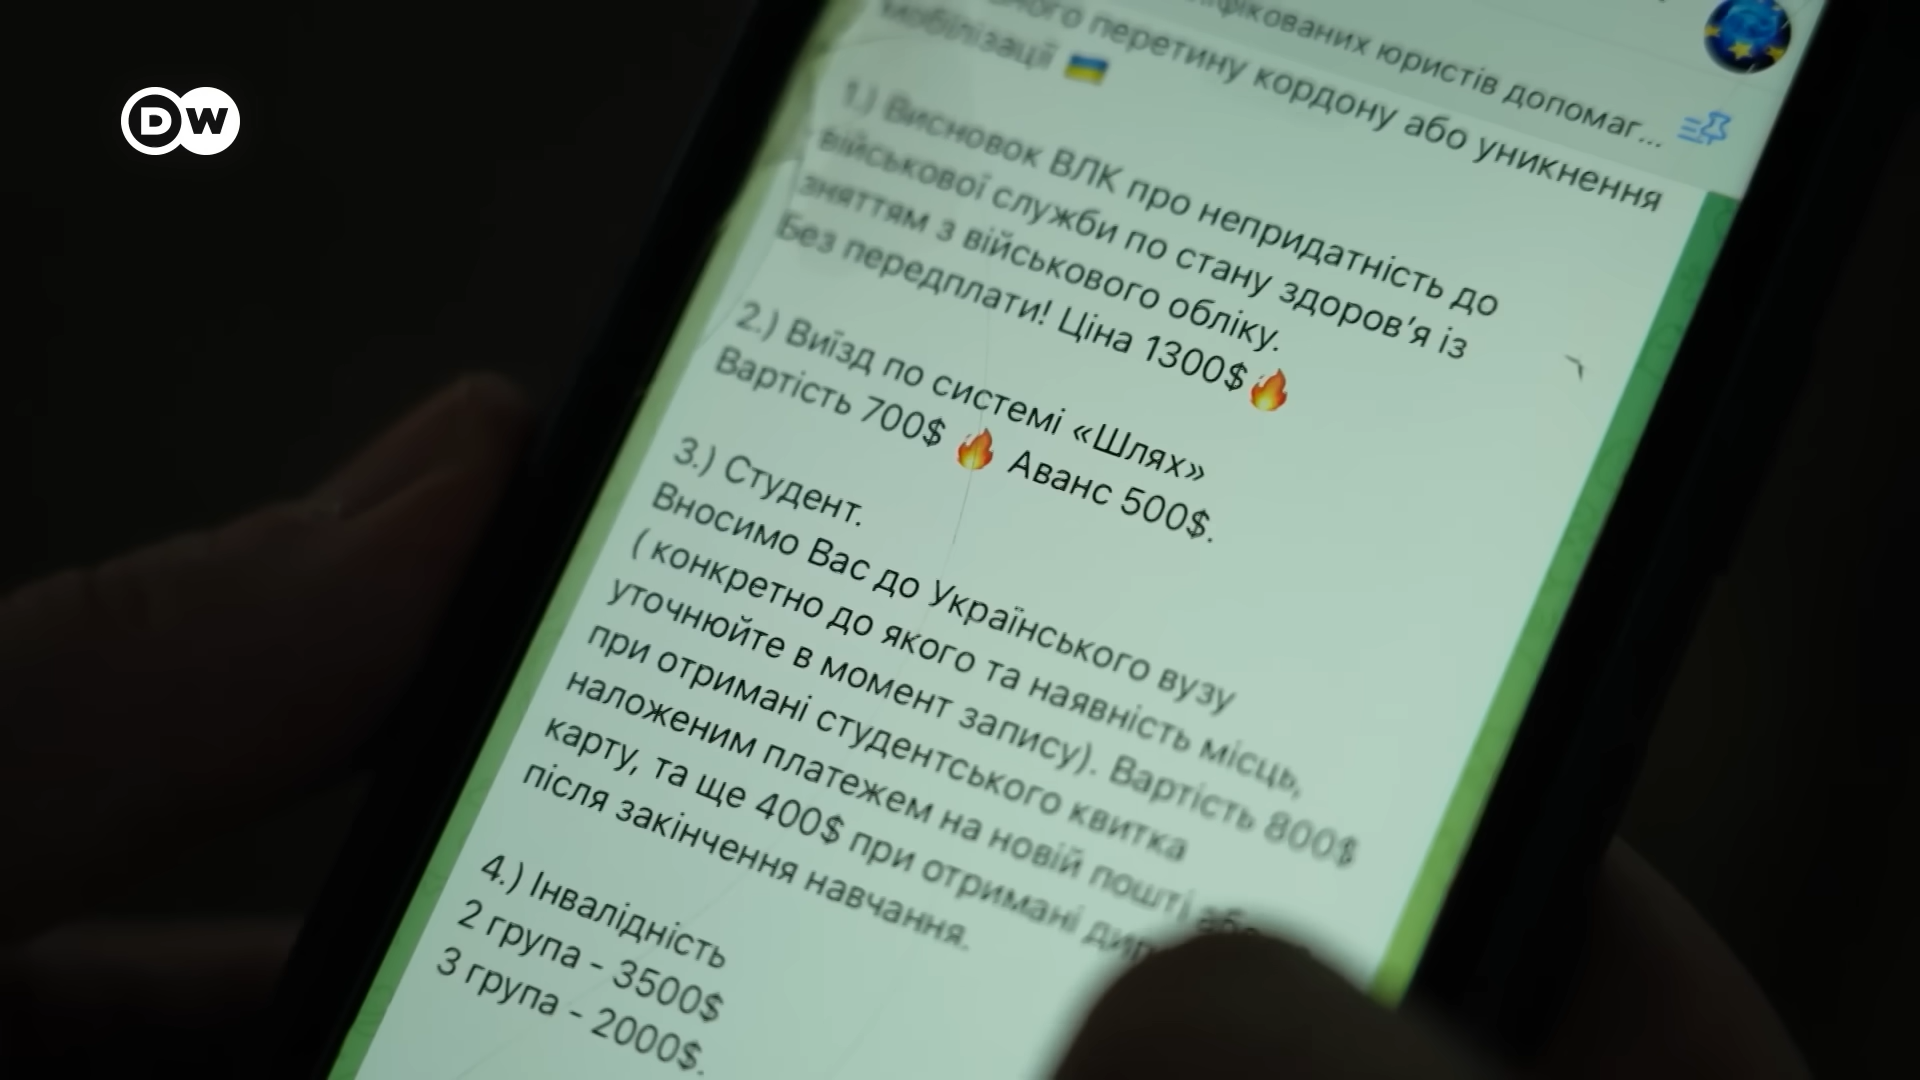 DW
юристів допомаг...
перетину кордону або уникнення
мобілізації
1.) Висновок ВЛК про непридатність до
військової служби по стану здоров'я із
зняттям з військового обліку.
Без передплати! Ціна 1300$🔥
2.) Виїзд по системі «Шлях»
Вартість 700$ 🔥 Аванс 500$.
3.) Студент.
Вносимо Вас до Українського вузу
( конкретно до якого та наявність місць,
уточнюйте в момент запису). Вартість 800$
при отримані студентського квитка
наложеним платежем на новій пошті або
карту, та ще 400$ при отримані
після закінчення навчання.
4.) Інвалідність
2 група - 3500$
3 група - 2000$.